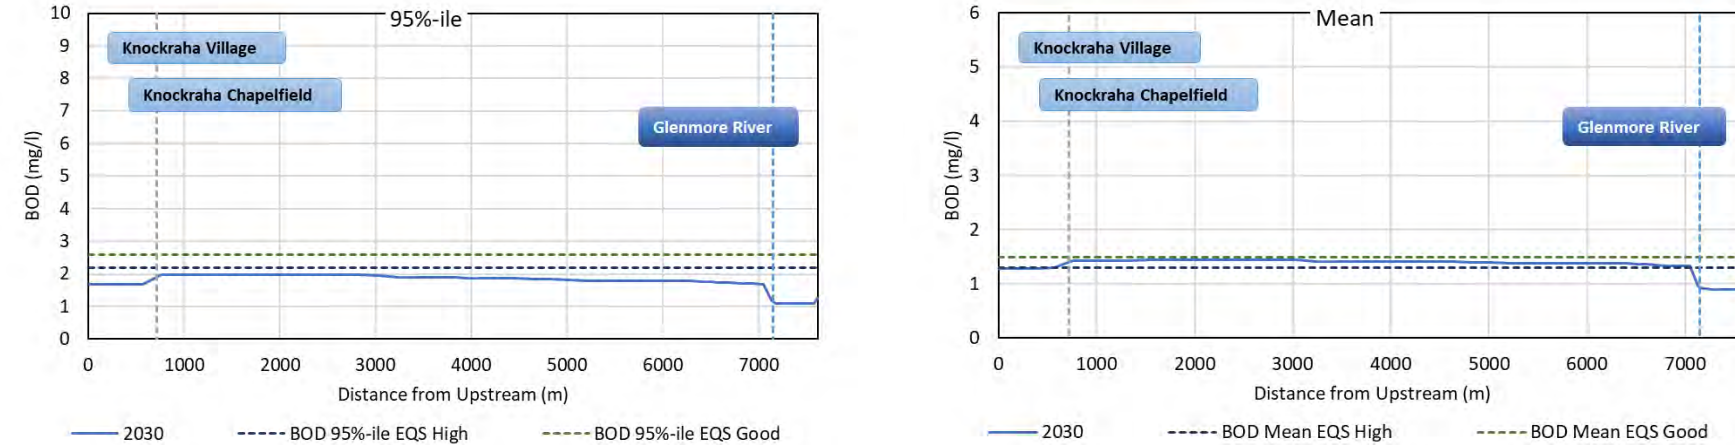 95%-ile
10
9
8
7
6
5
4
3
2
1
0
BOD (mg/l)
Knockraha Village
Knockraha Chapelfield
Glenmore River
0 1000 2000 3000 4000 5000 6000 7000
Distance from Upstream (m)
2030 BOD 95%-ile EQS High BOD 95%-ile EQS Good
Mean
6
5
4
3
2
1
0
BOD (mg/l)
Knockraha Village
Knockraha Chapelfield
Glenmore River
0 1000 2000 3000 4000 5000 6000 7000
Distance from Upstream (m)
2030 BOD Mean EQS High BOD Mean EQS Good